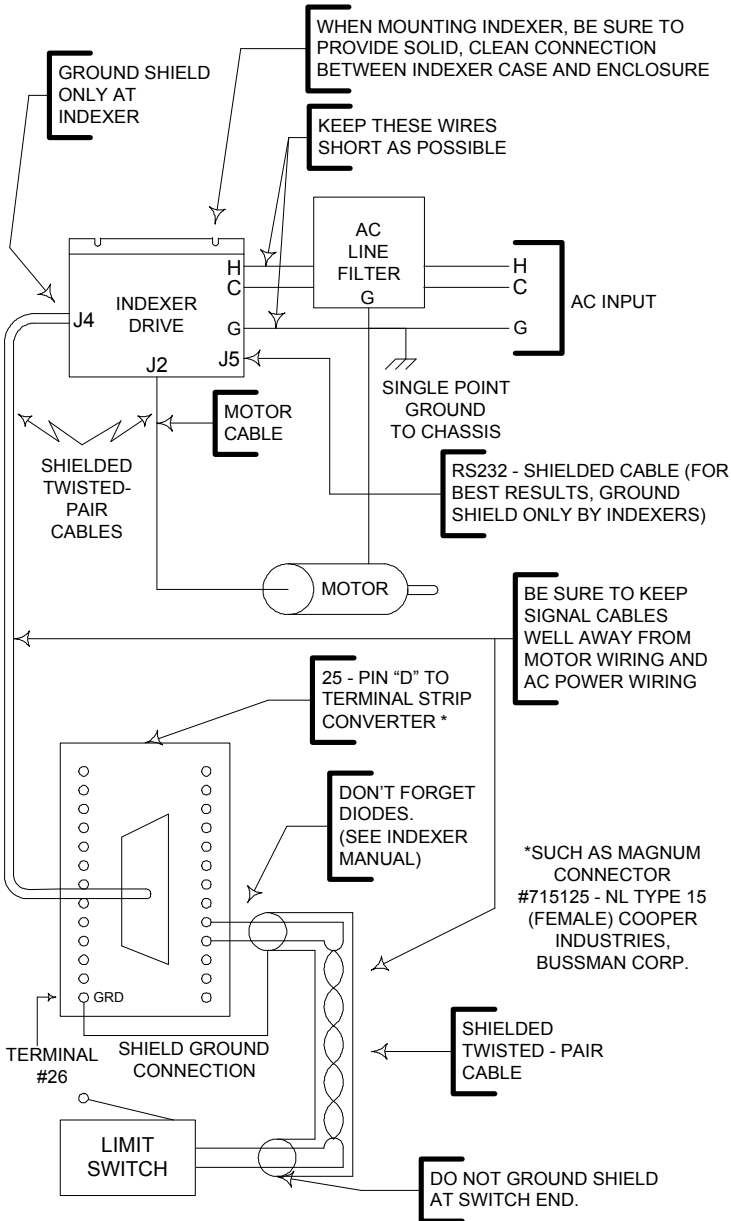 WHEN MOUNTING INDEXER, BE SURE TO
PROVIDE SOLID, CLEAN CONNECTION
BETWEEN INDEXER CASE AND ENCLOSURE
GROUND SHIELD
ONLY AT
INDEXER
KEEP THESE WIRES
SHORT AS POSSIBLE
AC
LINE
FILTER
G
H
C
G
J4
INDEXER
DRIVE
J2
J5
H
C
G
AC INPUT
SINGLE POINT
GROUND
TO CHASSIS
MOTOR
CABLE
SHIELDED
TWISTED-
PAIR
CABLES
RS232 - SHIELDED CABLE (FOR
BEST RESULTS, GROUND
SHIELD ONLY BY INDEXERS)
MOTOR
BE SURE TO KEEP
SIGNAL CABLES
WELL AWAY FROM
MOTOR WIRING AND
AC POWER WIRING
25 - PIN “D” TO
TERMINAL STRIP
CONVERTER *
DON'T FORGET
DIODES.
(SEE INDEXER
MANUAL)
*SUCH AS MAGNUM
CONNECTOR
#715125 - NL TYPE 15
(FEMALE) COOPER
INDUSTRIES,
BUSSMAN CORP.
GRD
TERMINAL
#26
SHIELD GROUND
CONNECTION
SHIELDED
TWISTED - PAIR
CABLE
LIMIT
SWITCH
DO NOT GROUND SHIELD
AT SWITCH END.